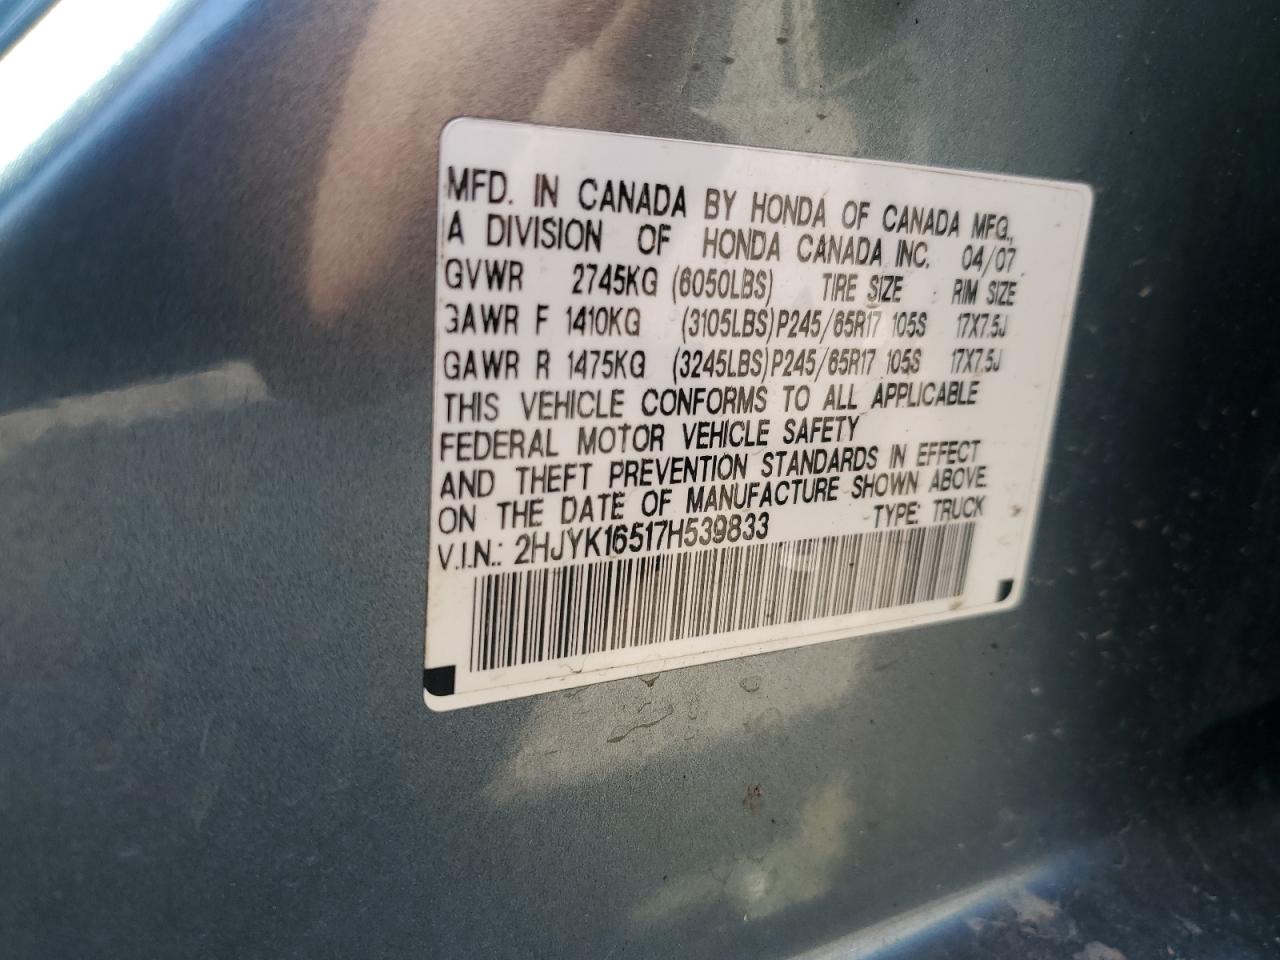 MFD. IN CANADA BY HONDA OF CANADA MFG.,
A DIVISION OF HONDA CANADA INC. 04/07
GVWR 2745KG (6050LBS) TIRE SIZE RIM SIZE
GAWR F 1410KG (3105LBS) P245/65R17 105S 17X7.5J
GAWR R 1475KG (3245LBS) P245/65R17 105S 17X7.5J
THIS VEHICLE CONFORMS TO ALL APPLICABLE
FEDERAL MOTOR VEHICLE SAFETY
AND THEFT PREVENTION STANDARDS IN EFFECT
ON THE DATE OF MANUFACTURE SHOWN ABOVE
V.I.N.: 2HJYK16517H539833 TYPE: TRUCK